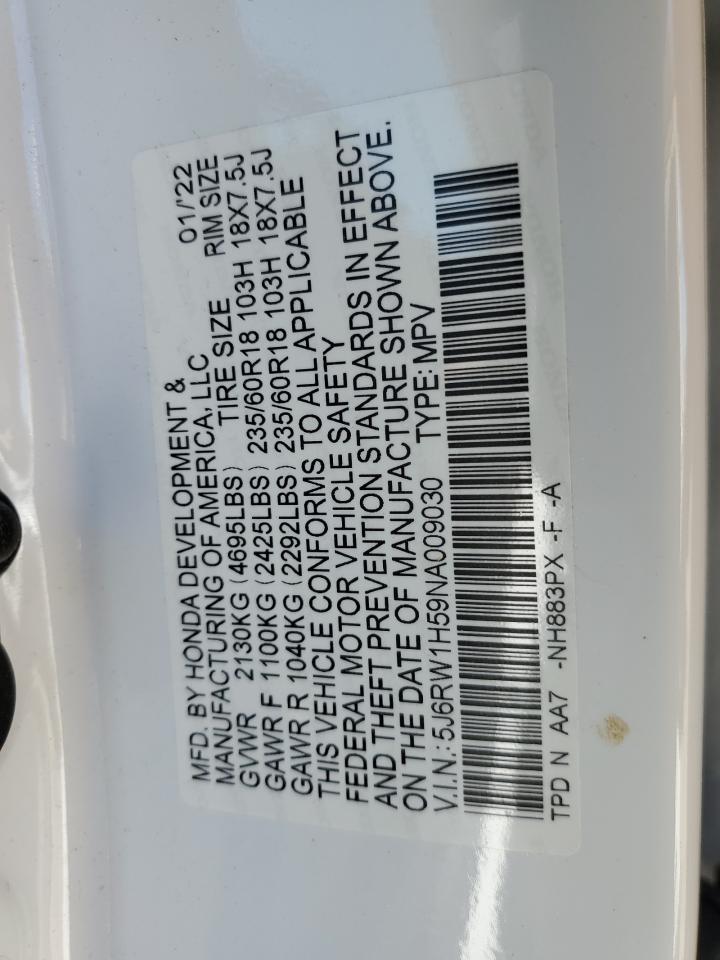 MFD. BY HONDA DEVELOPMENT & 01/'22
MANUFACTURING OF AMERICA, LLC
GVWR 2130KG (4695LBS) TIRE SIZE RIM SIZE
GAWR F 1100KG (2425LBS) 235/60R18 103H 18X7.5J
GAWR R 1040KG (2292LBS) 235/60R18 103H 18X7.5J
THIS VEHICLE CONFORMS TO ALL APPLICABLE
FEDERAL MOTOR VEHICLE SAFETY
AND THEFT PREVENTION STANDARDS IN EFFECT
ON THE DATE OF MANUFACTURE SHOWN ABOVE.
V.I.N.: 5J6RW1H59NA009030 TYPE: MPV
TPD N AA7 -NH883PX -F -A